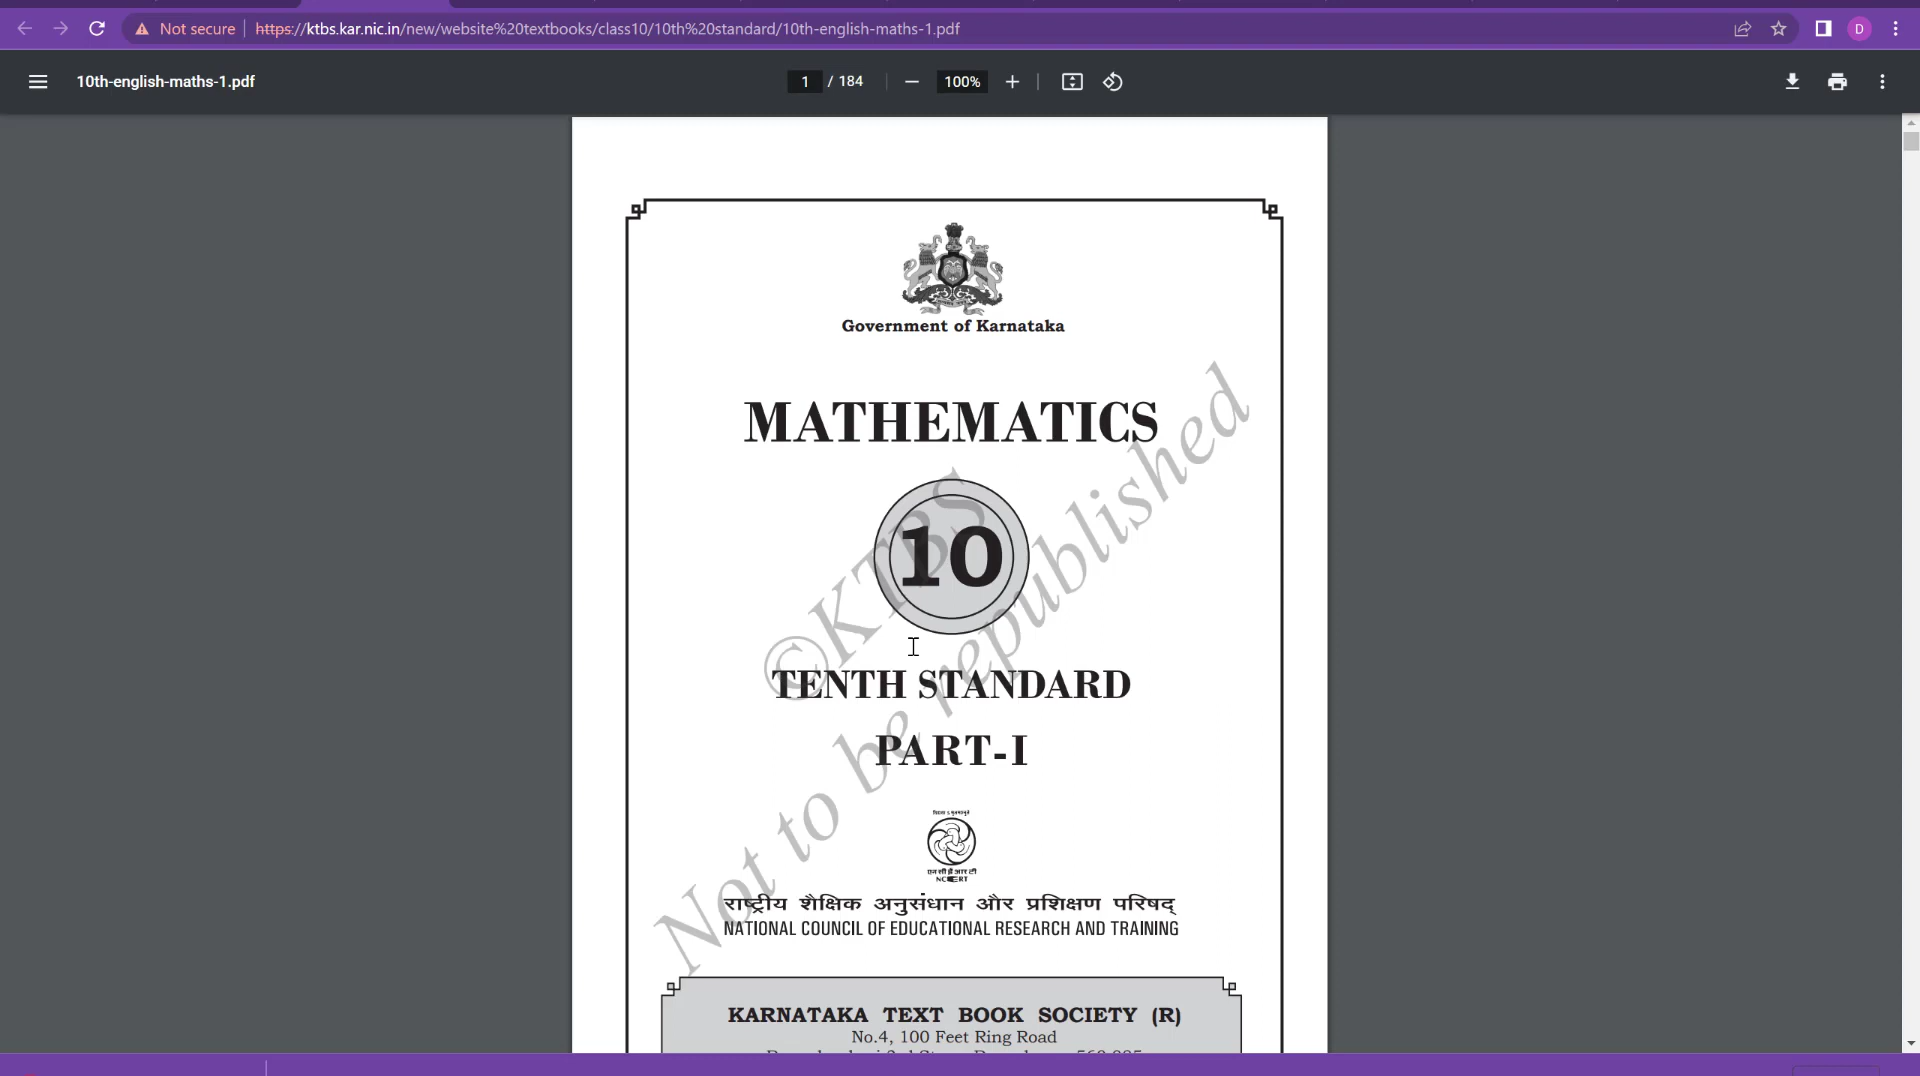 Not secure https://ktbs.kar.nic.in/new/website%20textbooks/class10/10th%20standard/10th-english-maths-1.pdf D
10th-english-maths-1.pdf 1 / 184 100%
Government of Karnataka
MATHEMATICS
10
©KTBS
Not to be republished
TENTH STANDARD
PART-I
एन सी ई आर टी
NCERT
राष्ट्रीय शैक्षिक अनुसंधान और प्रशिक्षण परिषद्
NATIONAL COUNCIL OF EDUCATIONAL RESEARCH AND TRAINING
KARNATAKA TEXT BOOK SOCIETY (R)
No.4, 100 Feet Ring Road